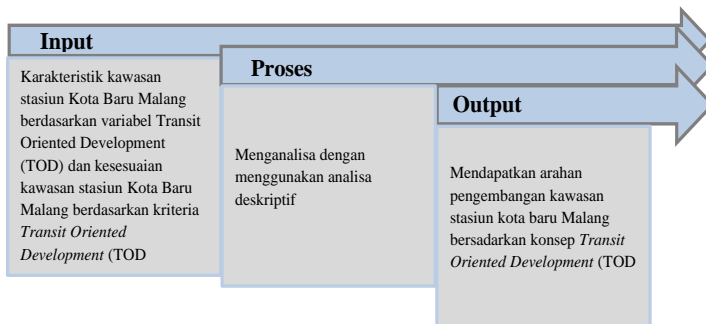 Input
Karakteristik kawasan
stasiun Kota Baru Malang
berdasarkan variabel Transit
Oriented Development
(TOD) dan kesesuaian
kawasan stasiun Kota Baru
Malang berdasarkan kriteria
Transit Oriented
Development (TOD
Proses
Menganalisa dengan
menggunakan analisa
deskriptif
Output
Mendapatkan arahan
pengembangan kawasan
stasiun kota baru Malang
bersadarkan konsep Transit
Oriented Development (TOD